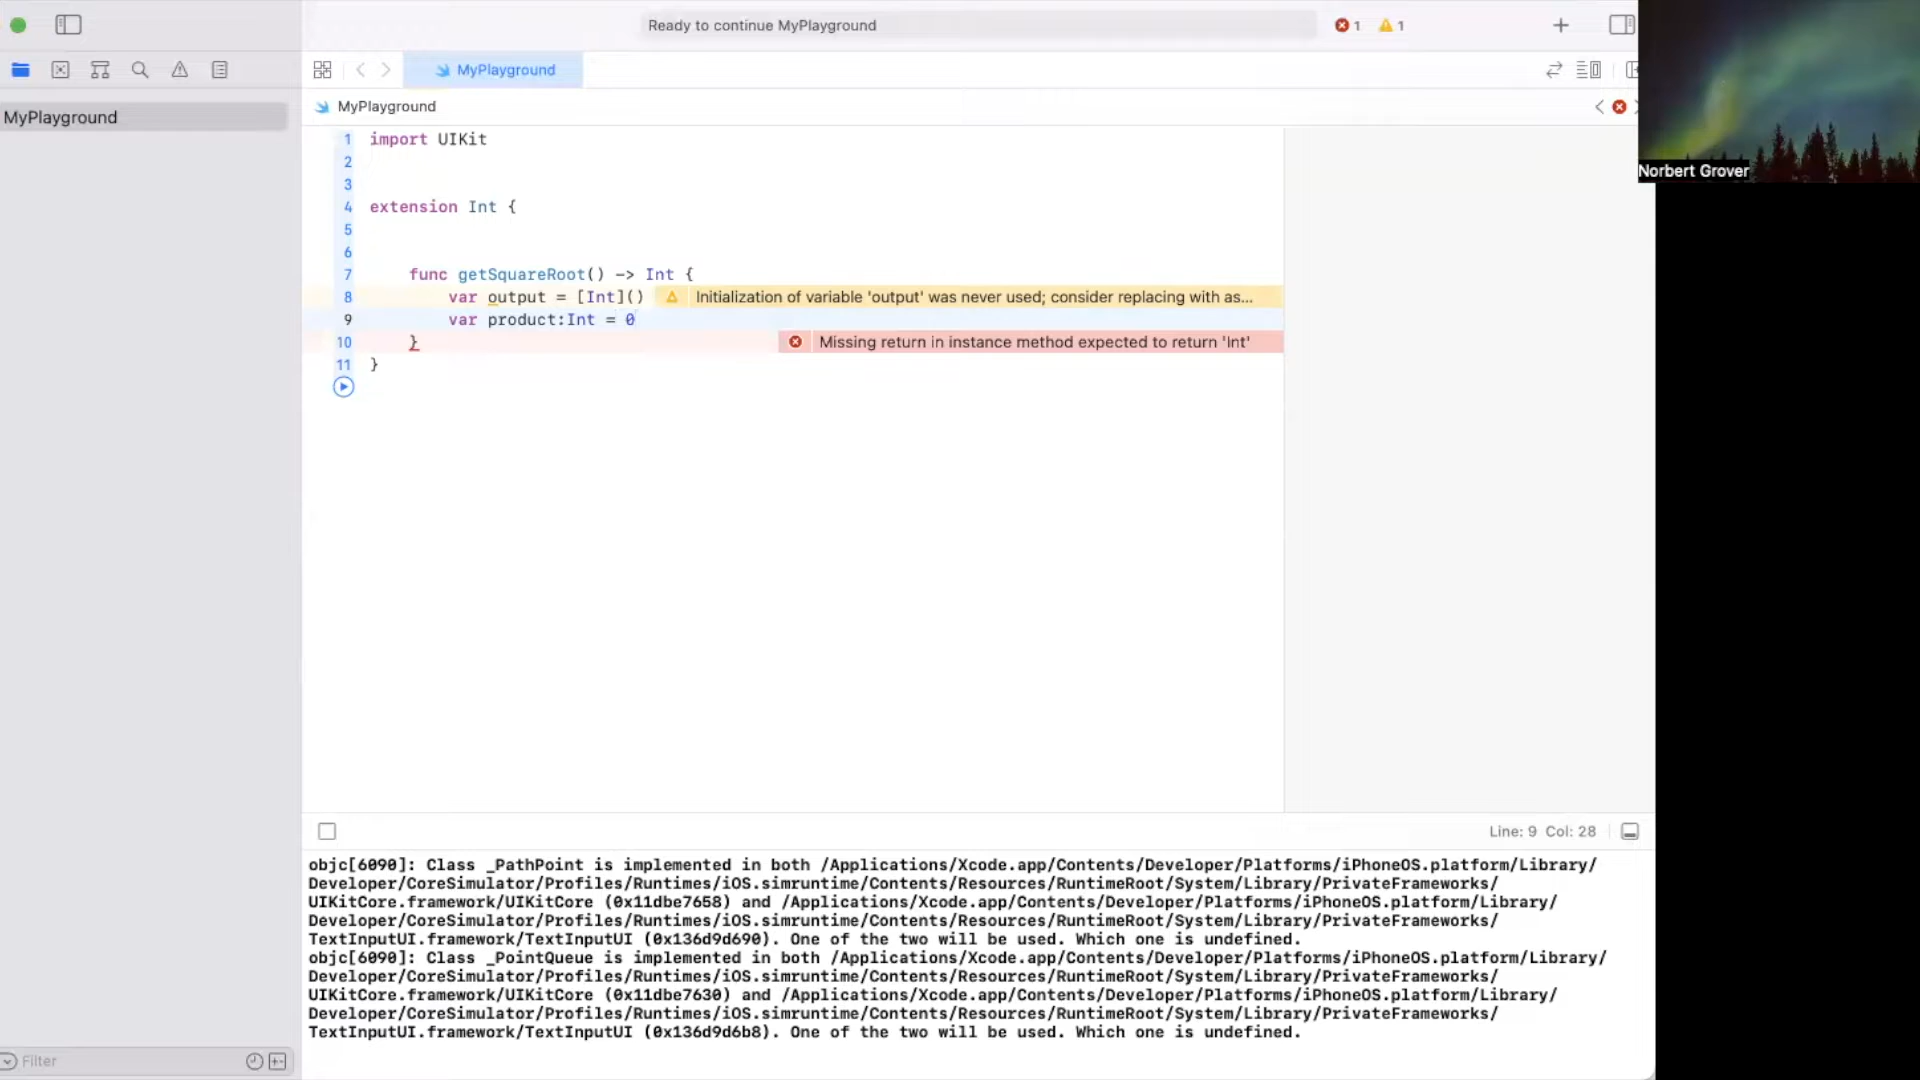 Ready to continue MyPlayground
1
1
MyPlayground
MyPlayground
MyPlayground
Norbert Grover
1 import UIKit
2
3
4 extension Int {
5
6
7 func getSquareRoot() -> Int {
8 var output = [Int]() Initialization of variable 'output' was never used; consider replacing with as...
9 var product:Int = 0
10 } Missing return in instance method expected to return 'Int'
11 }
Line: 9 Col: 28
objc[6090]: Class _PathPoint is implemented in both /Applications/Xcode.app/Contents/Developer/Platforms/iPhoneOS.platform/Library/
Developer/CoreSimulator/Profiles/Runtimes/iOS.simruntime/Contents/Resources/RuntimeRoot/System/Library/PrivateFrameworks/
UIKitCore.framework/UIKitCore (0x11dbe7658) and /Applications/Xcode.app/Contents/Developer/Platforms/iPhoneOS.platform/Library/
Developer/CoreSimulator/Profiles/Runtimes/iOS.simruntime/Contents/Resources/RuntimeRoot/System/Library/PrivateFrameworks/
TextInputUI.framework/TextInputUI (0x136d9d690). One of the two will be used. Which one is undefined.
objc[6090]: Class _PointQueue is implemented in both /Applications/Xcode.app/Contents/Developer/Platforms/iPhoneOS.platform/Library/
Developer/CoreSimulator/Profiles/Runtimes/iOS.simruntime/Contents/Resources/RuntimeRoot/System/Library/PrivateFrameworks/
UIKitCore.framework/UIKitCore (0x11dbe7630) and /Applications/Xcode.app/Contents/Developer/Platforms/iPhoneOS.platform/Library/
Developer/CoreSimulator/Profiles/Runtimes/iOS.simruntime/Contents/Resources/RuntimeRoot/System/Library/PrivateFrameworks/
TextInputUI.framework/TextInputUI (0x136d9d6b8). One of the two will be used. Which one is undefined.
Filter